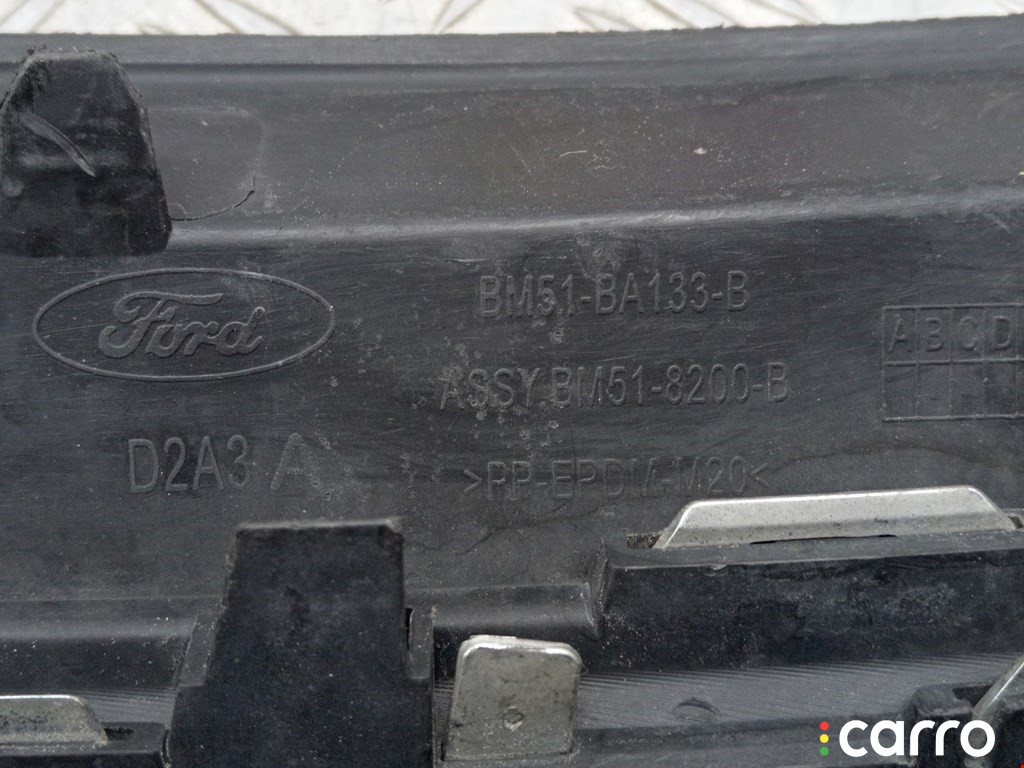 Ford
BM51-BA133-B
ASSY BM51-8200-B
A B C D
D2A3 A
>PP-EPDM-M20<
carro